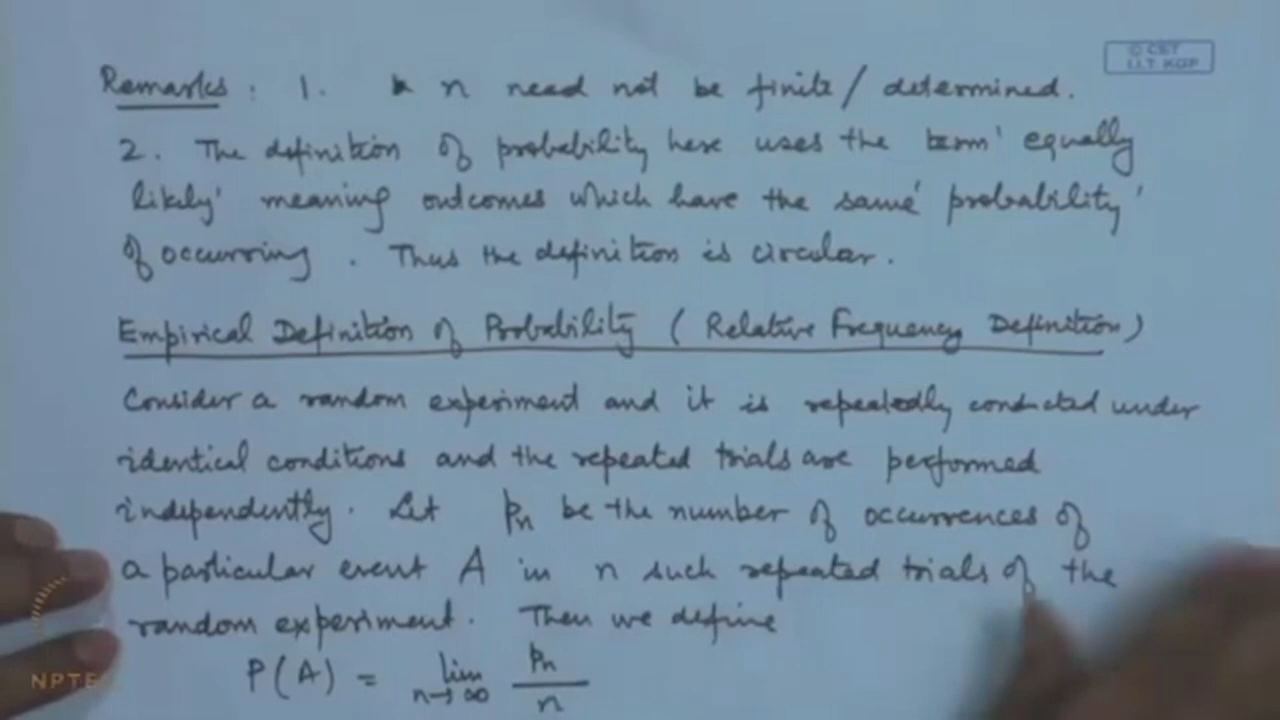 © CET
I.I.T. KGP
Remarks : 1. n need not be finite / determined.
2. The definition of probability here uses the term 'equally
likely' meaning outcomes which have the same 'probability'
of occurring. Thus the definition is circular.
Empirical Definition of Probability (Relative Frequency Definition)
Consider a random experiment and it is repeatedly conducted under
identical conditions and the repeated trials are performed
independently. Let pn be the number of occurrences of
a particular event A in n such repeated trials of the
random experiment. Then we define
P(A) = lim n→∞ pn/n
NPTE